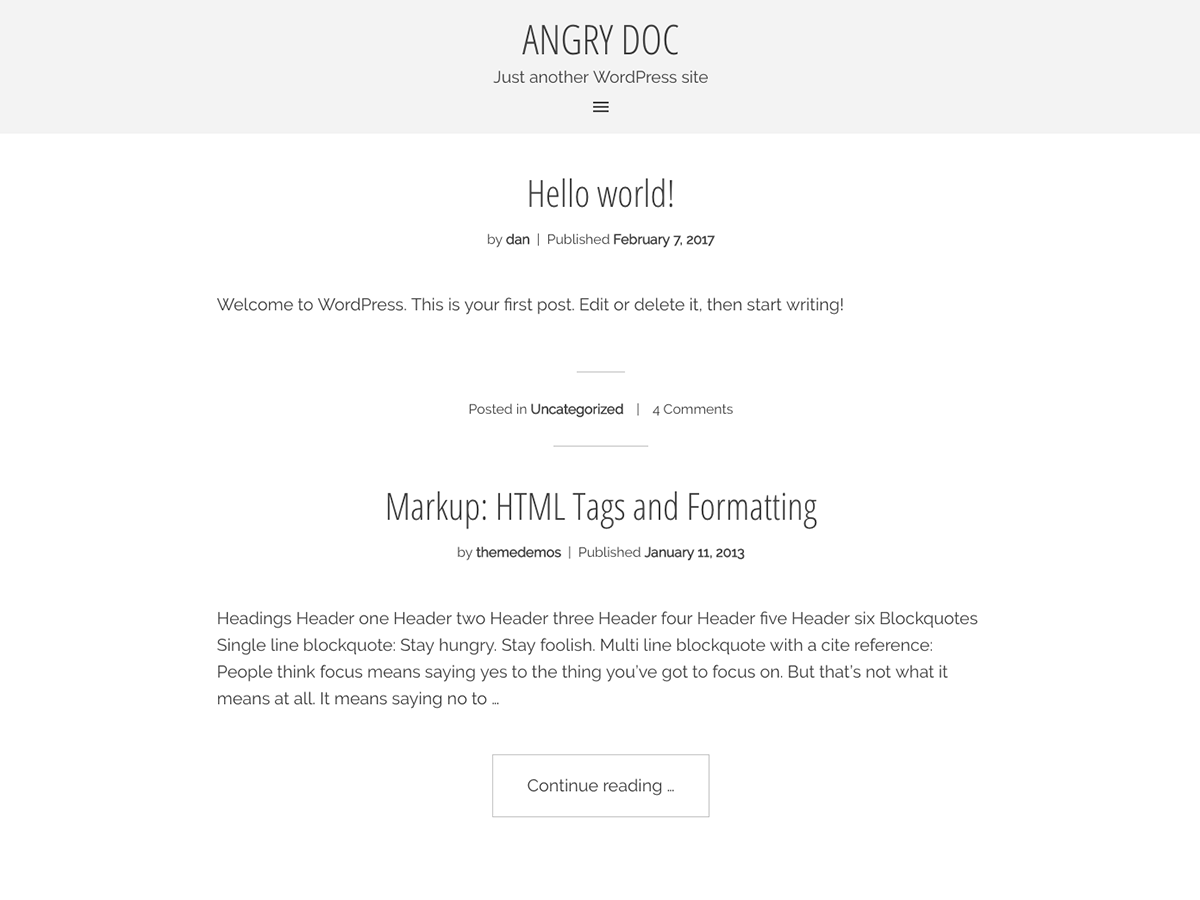 ANGRY DOC
Just another WordPress site
Hello world!
by dan | Published February 7, 2017
Welcome to WordPress. This is your first post. Edit or delete it, then start writing!
Posted in Uncategorized | 4 Comments
Markup: HTML Tags and Formatting
by themedemos | Published January 11, 2013
Headings Header one Header two Header three Header four Header five Header six Blockquotes
Single line blockquote: Stay hungry. Stay foolish. Multi line blockquote with a cite reference:
People think focus means saying yes to the thing you’ve got to focus on. But that’s not what it
means at all. It means saying no to …
Continue reading …